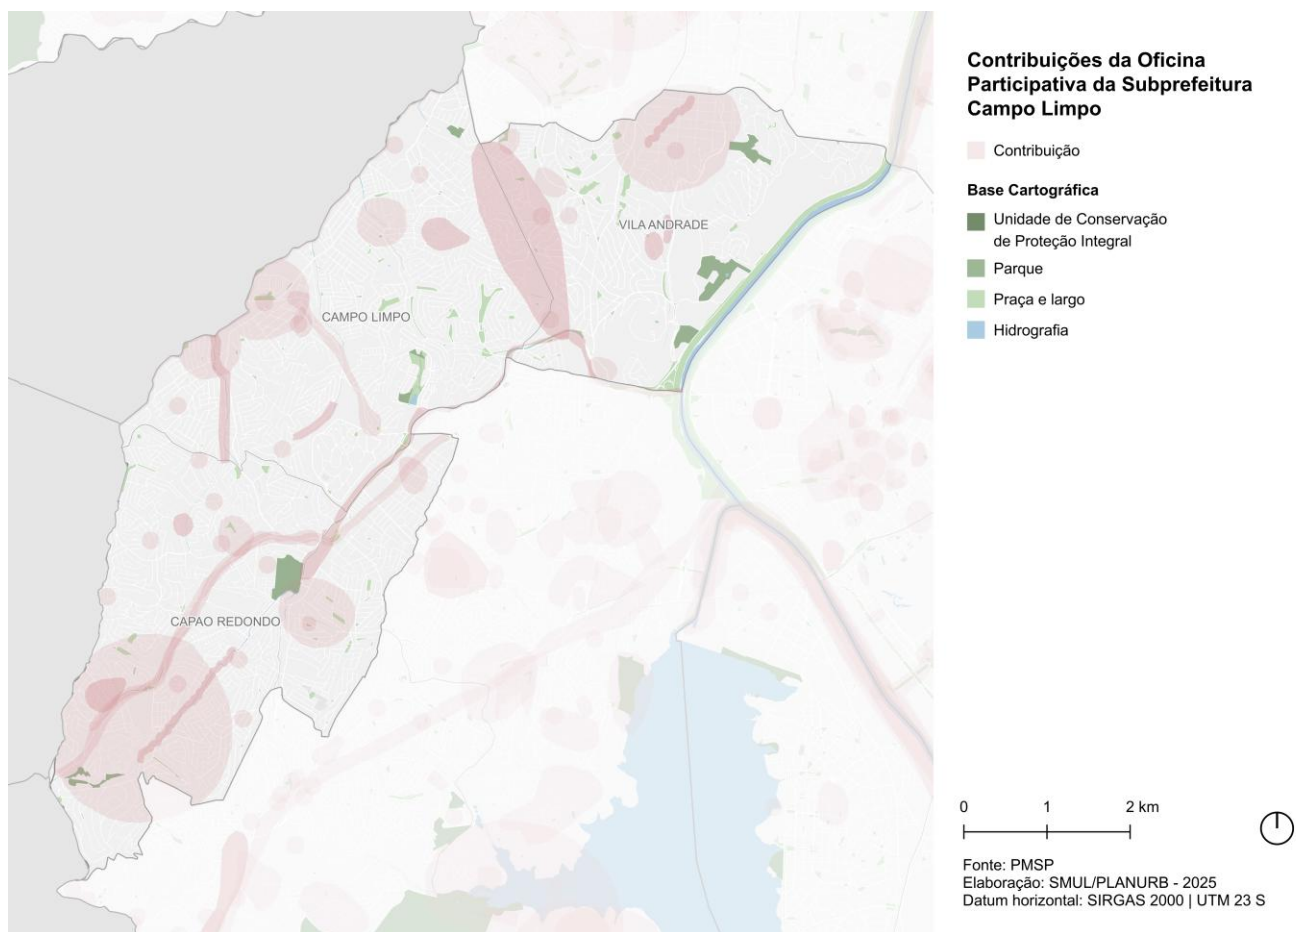 Contribuições da Oficina
Participativa da Subprefeitura
Campo Limpo
Contribuição
Base Cartográfica
Unidade de Conservação
de Proteção Integral
Parque
Praça e largo
Hidrografia
VILA ANDRADE
CAMPO LIMPO
CAPAO REDONDO
0 1 2 km
Fonte: PMSP
Elaboração: SMUL/PLANURB - 2025
Datum horizontal: SIRGAS 2000 | UTM 23 S